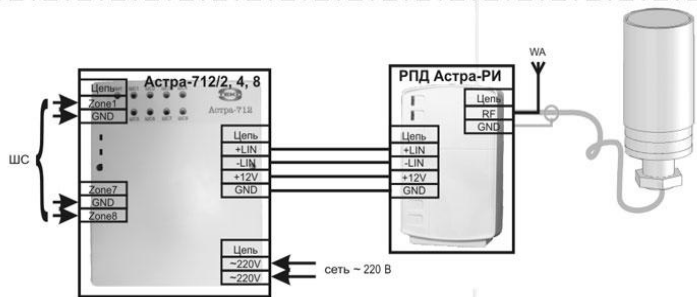 Астра-712/2, 4, 8
Цепь
Zone1
GND
Астра-712
ШС
Zone7
GND
Zone8
Цепь
+LIN
-LIN
+12V
GND
Цепь
~220V
~220V
сеть ~ 220 В
РПД Астра-РИ
WA
Цепь
RF
GND
Цепь
+LIN
-LIN
+12V
GND